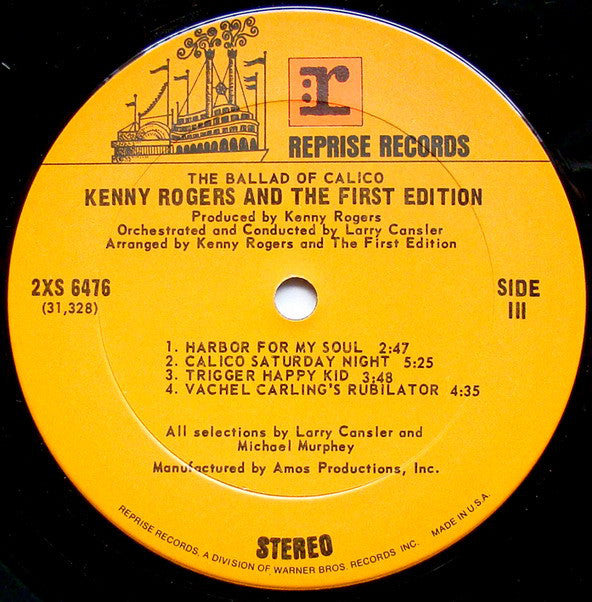 :r
REPRISE RECORDS
THE BALLAD OF CALICO
KENNY ROGERS AND THE FIRST EDITION
Produced by Kenny Rogers
Orchestrated and Conducted by Larry Cansler
Arranged by Kenny Rogers and The First Edition
2XS 6476
(31,328)
SIDE
III
1. HARBOR FOR MY SOUL 2:47
2. CALICO SATURDAY NIGHT 5:25
3. TRIGGER HAPPY KID 3:48
4. VACHEL CARLING'S RUBILATOR 4:35
All selections by Larry Cansler and
Michael Murphey
Manufactured by Amos Productions, Inc.
STEREO
REPRISE RECORDS, A DIVISION OF WARNER BROS. RECORDS INC. MADE IN U.S.A.